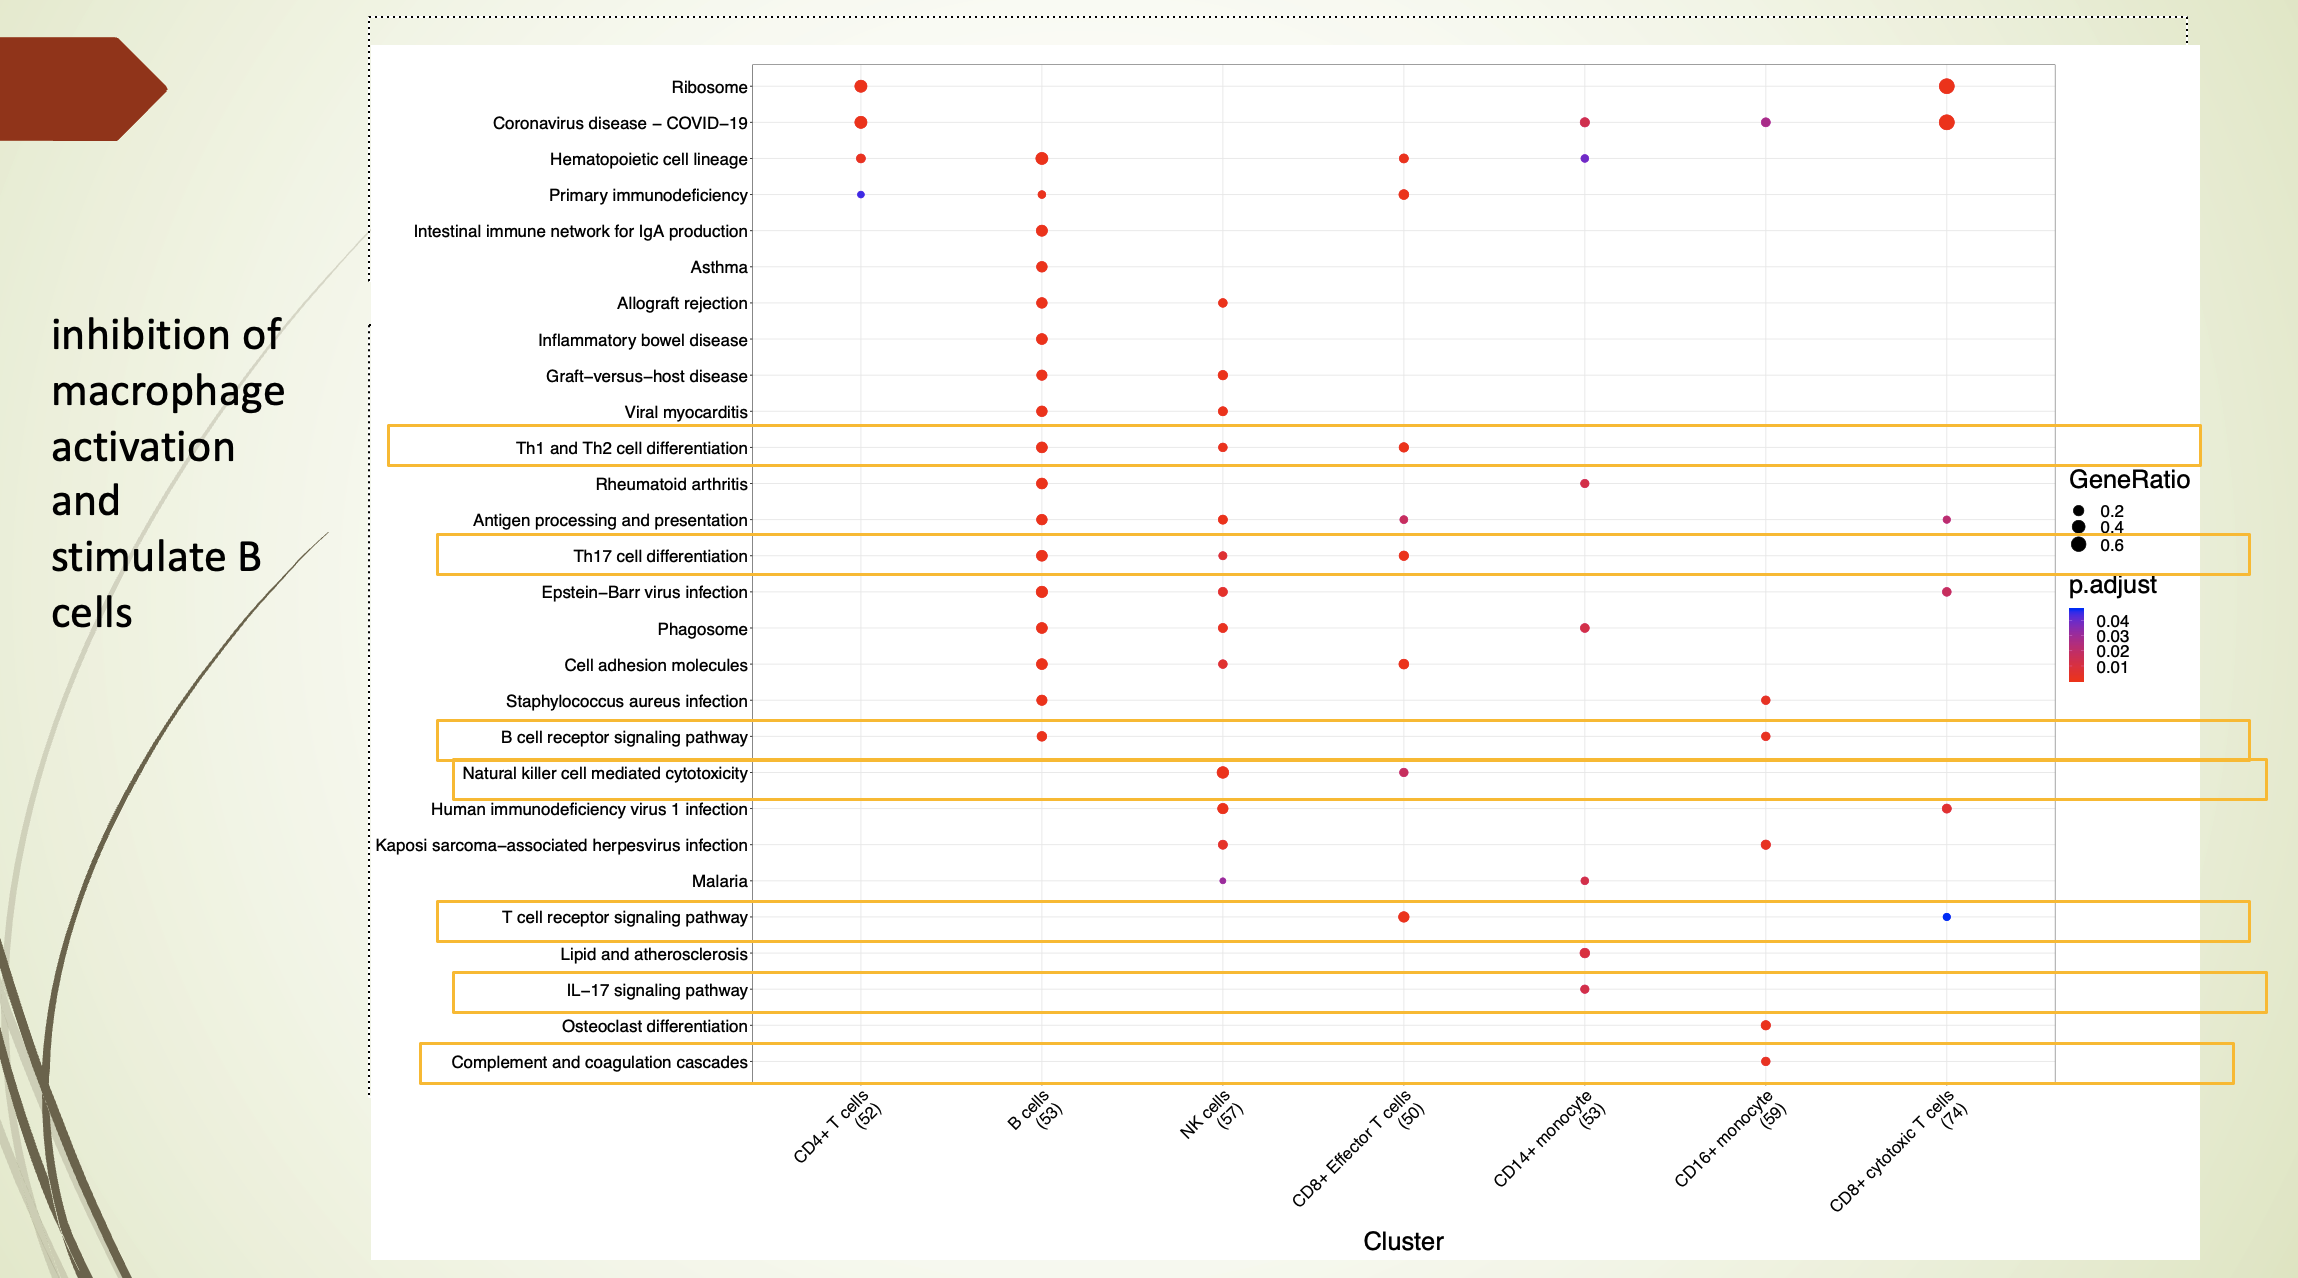 inhibition of
macrophage
activation
and
stimulate B
cells
Ribosome
Coronavirus disease – COVID–19
Hematopoietic cell lineage
Primary immunodeficiency
Intestinal immune network for IgA production
Asthma
Allograft rejection
Inflammatory bowel disease
Graft–versus–host disease
Viral myocarditis
Th1 and Th2 cell differentiation
Rheumatoid arthritis
Antigen processing and presentation
Th17 cell differentiation
Epstein–Barr virus infection
Phagosome
Cell adhesion molecules
Staphylococcus aureus infection
B cell receptor signaling pathway
Natural killer cell mediated cytotoxicity
Human immunodeficiency virus 1 infection
Kaposi sarcoma–associated herpesvirus infection
Malaria
T cell receptor signaling pathway
Lipid and atherosclerosis
IL–17 signaling pathway
Osteoclast differentiation
Complement and coagulation cascades
CD4+ T cells
(52)
B cells
(53)
NK cells
(57)
CD8+ Effector T cells
(50)
CD14+ monocyte
(53)
CD16+ monocyte
(59)
CD8+ cytotoxic T cells
(74)
Cluster
GeneRatio
0.2
0.4
0.6
p.adjust
0.04
0.03
0.02
0.01